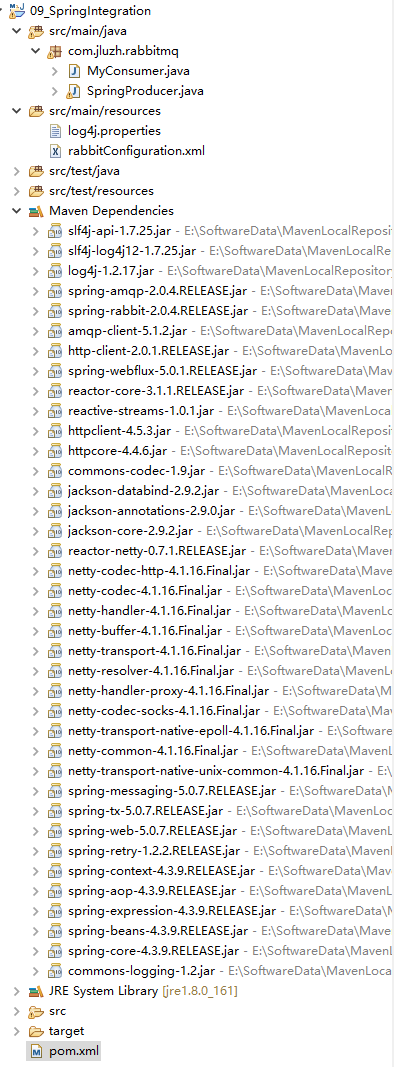 09_SpringIntegration
src/main/java
com.jluzh.rabbitmq
MyConsumer.java
SpringProducer.java
src/main/resources
log4j.properties
rabbitConfiguration.xml
src/test/java
src/test/resources
Maven Dependencies
slf4j-api-1.7.25.jar - E:\SoftwareData\MavenLocalReposi
slf4j-log4j12-1.7.25.jar - E:\SoftwareData\MavenLocalRe
log4j-1.2.17.jar - E:\SoftwareData\MavenLocalRepository
spring-amqp-2.0.4.RELEASE.jar - E:\SoftwareData\Maven
spring-rabbit-2.0.4.RELEASE.jar - E:\SoftwareData\Maven
amqp-client-5.1.2.jar - E:\SoftwareData\MavenLocalRepo
http-client-2.0.1.RELEASE.jar - E:\SoftwareData\MavenL
spring-webflux-5.0.1.RELEASE.jar - E:\SoftwareData\Mav
reactor-core-3.1.1.RELEASE.jar - E:\SoftwareData\Maven
reactive-streams-1.0.1.jar - E:\SoftwareData\MavenLoca
httpclient-4.5.3.jar - E:\SoftwareData\MavenLocalReposi
httpcore-4.4.6.jar - E:\SoftwareData\MavenLocalReposit
commons-codec-1.9.jar - E:\SoftwareData\MavenLocalR
jackson-databind-2.9.2.jar - E:\SoftwareData\MavenLoc
jackson-annotations-2.9.0.jar - E:\SoftwareData\Maven
jackson-core-2.9.2.jar - E:\SoftwareData\MavenLocalRep
reactor-netty-0.7.1.RELEASE.jar - E:\SoftwareData\Mave
netty-codec-http-4.1.16.Final.jar - E:\SoftwareData\Mav
netty-codec-4.1.16.Final.jar - E:\SoftwareData\MavenLo
netty-handler-4.1.16.Final.jar - E:\SoftwareData\Maven
netty-buffer-4.1.16.Final.jar - E:\SoftwareData\MavenL
netty-transport-4.1.16.Final.jar - E:\SoftwareData\Mave
netty-resolver-4.1.16.Final.jar - E:\SoftwareData\Maven
netty-handler-proxy-4.1.16.Final.jar - E:\SoftwareData\M
netty-codec-socks-4.1.16.Final.jar - E:\SoftwareData\Ma
netty-transport-native-epoll-4.1.16.Final.jar - E:\Softwar
netty-common-4.1.16.Final.jar - E:\SoftwareData\Maven
netty-transport-native-unix-common-4.1.16.Final.jar - E:
spring-messaging-5.0.7.RELEASE.jar - E:\SoftwareData\M
spring-tx-5.0.7.RELEASE.jar - E:\SoftwareData\MavenLoc
spring-web-5.0.7.RELEASE.jar - E:\SoftwareData\MavenL
spring-retry-1.2.2.RELEASE.jar - E:\SoftwareData\Maven
spring-context-4.3.9.RELEASE.jar - E:\SoftwareData\Mav
spring-aop-4.3.9.RELEASE.jar - E:\SoftwareData\MavenL
spring-expression-4.3.9.RELEASE.jar - E:\SoftwareData\M
spring-beans-4.3.9.RELEASE.jar - E:\SoftwareData\Maven
spring-core-4.3.9.RELEASE.jar - E:\SoftwareData\MavenL
commons-logging-1.2.jar - E:\SoftwareData\MavenLoca
JRE System Library [jre1.8.0_161]
src
target
pom.xml